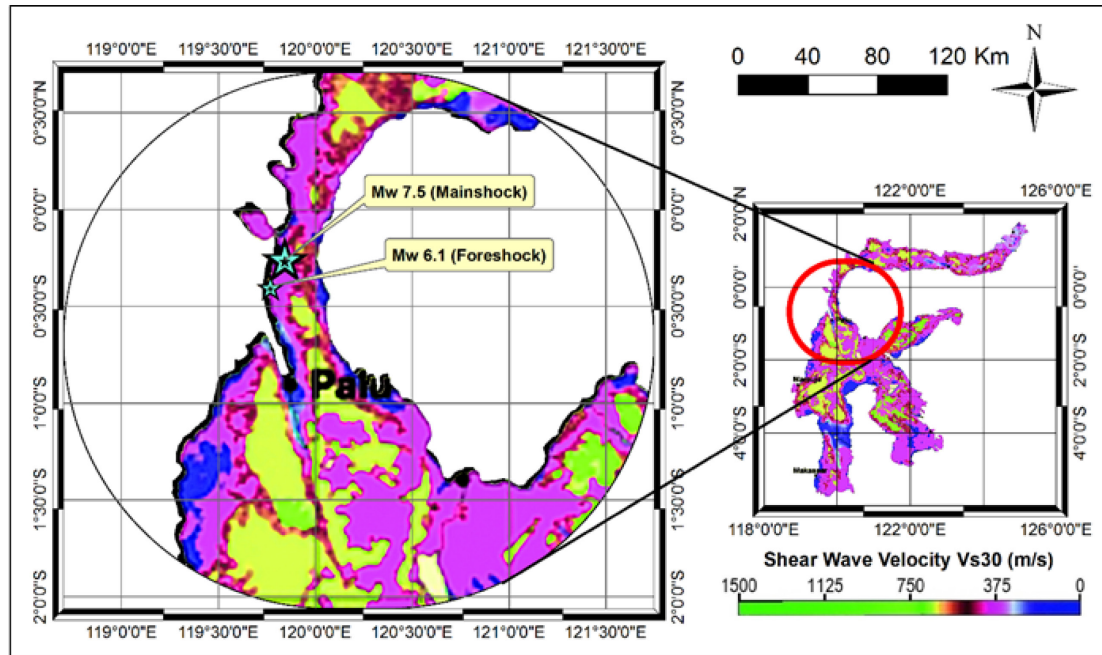 119°0'0"E 119°30'0"E 120°0'0"E 120°30'0"E 121°0'0"E 121°30'0"E
0°30'0"N 0°30'0"N
0°0'0" 0°0'0"
0°30'0"S 0°30'0"S
1°0'0"S 1°0'0"S
1°30'0"S 1°30'0"S
2°0'0"S 2°0'0"S
Mw 7.5 (Mainshock)
Mw 6.1 (Foreshock)
Palu
119°0'0"E 119°30'0"E 120°0'0"E 120°30'0"E 121°0'0"E 121°30'0"E
0 40 80 120 Km
N
122°0'0"E 126°0'0"E
2°0'0"N 2°0'0"N
0°0'0" 0°0'0"
2°0'0"S 2°0'0"S
4°0'0"S 4°0'0"S
Makassar
118°0'0"E 122°0'0"E 126°0'0"E
Shear Wave Velocity Vs30 (m/s)
1500 1125 750 375 0